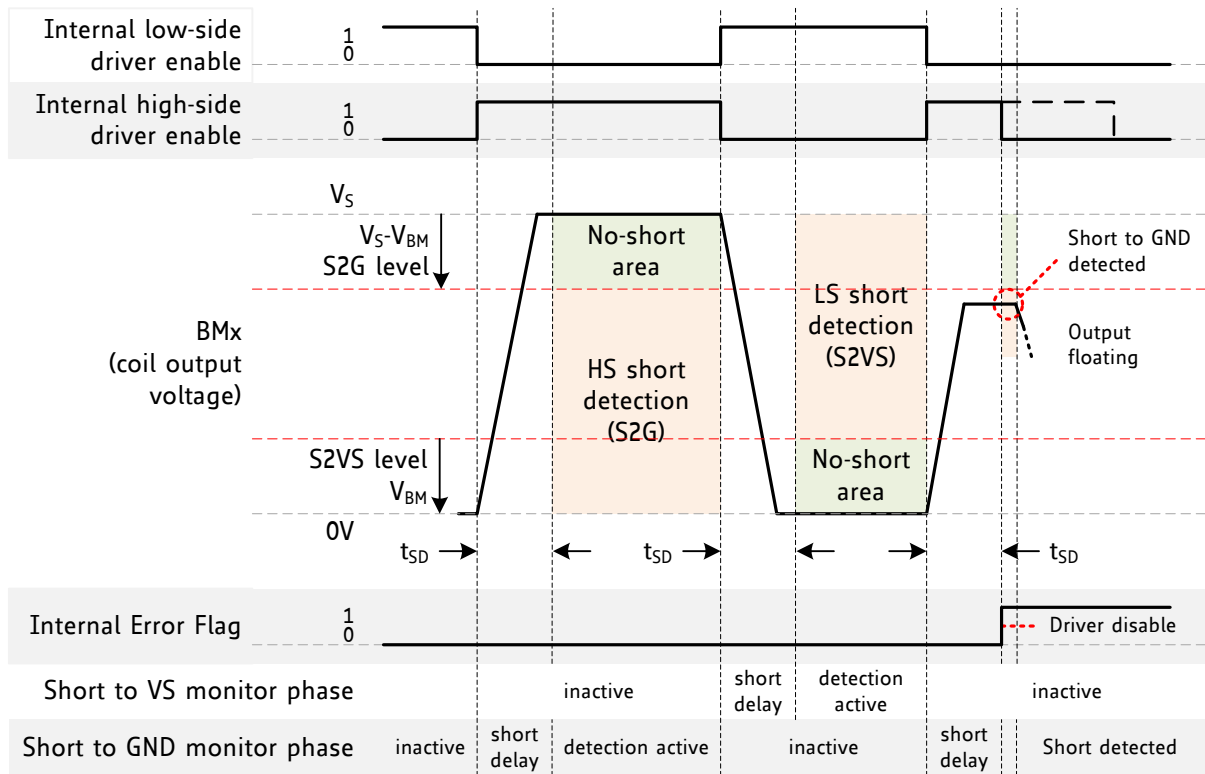 Internal low-side
driver enable
1
0
Internal high-side
driver enable
1
0
VS
VS-VBM
S2G level
BMx
(coil output
voltage)
S2VS level
VBM
0V
No-short
area
HS short
detection
(S2G)
LS short
detection
(S2VS)
No-short
area
Short to GND
detected
Output
floating
tSD
tSD
tSD
Internal Error Flag
1
0
Driver disable
Short to VS monitor phase
inactive
short
delay
detection
active
inactive
Short to GND monitor phase
inactive
short
delay
detection active
inactive
short
delay
Short detected